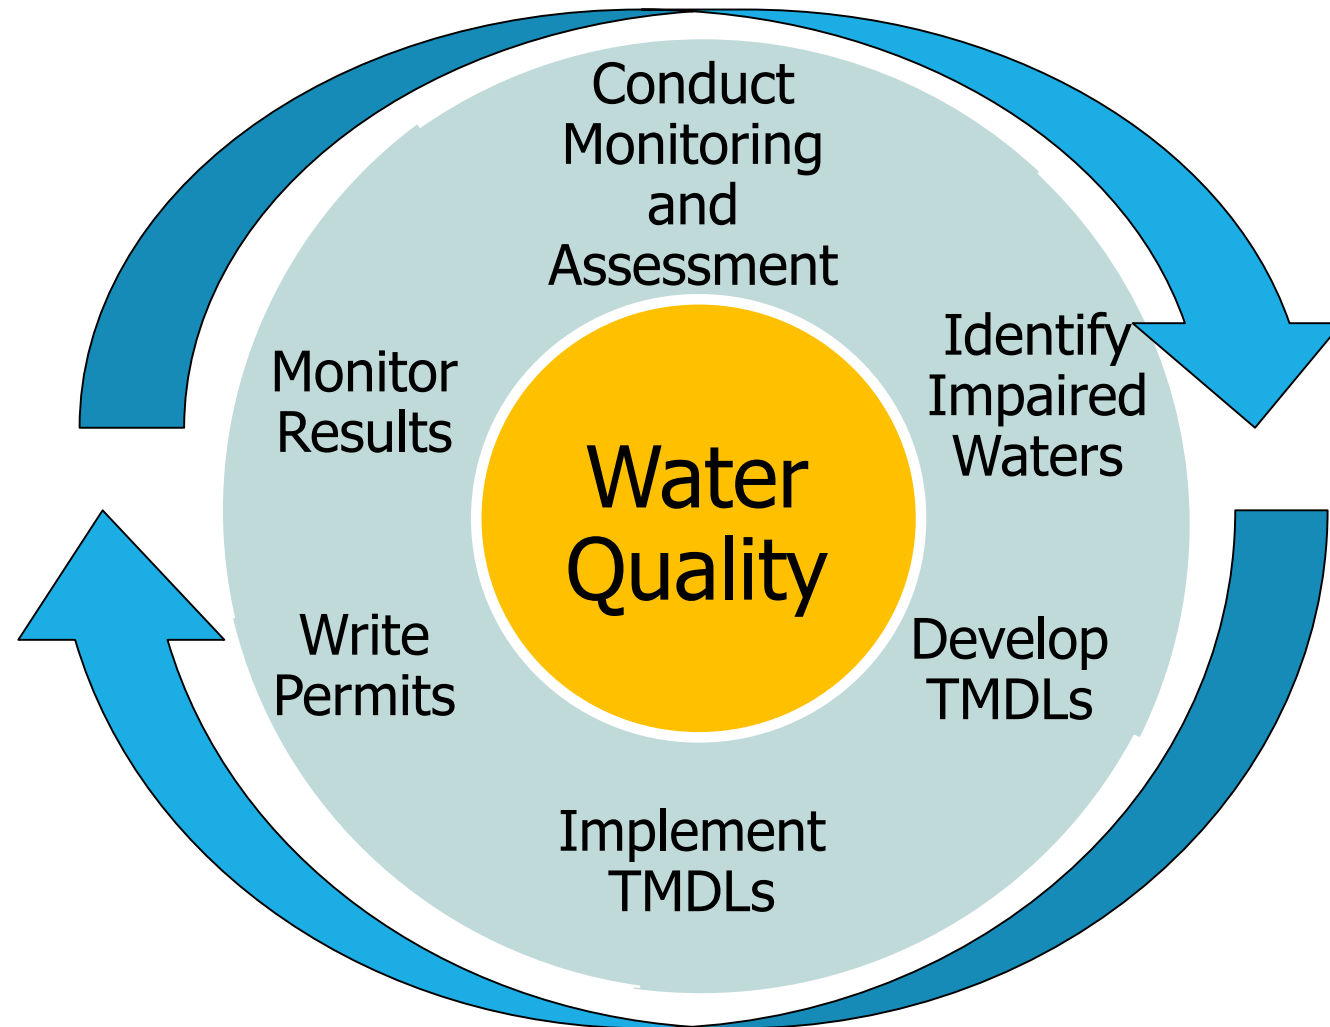 Conduct
Monitoring
and
Assessment
Identify
Impaired
Waters
Develop
TMDLs
Implement
TMDLs
Write
Permits
Monitor
Results
Water
Quality